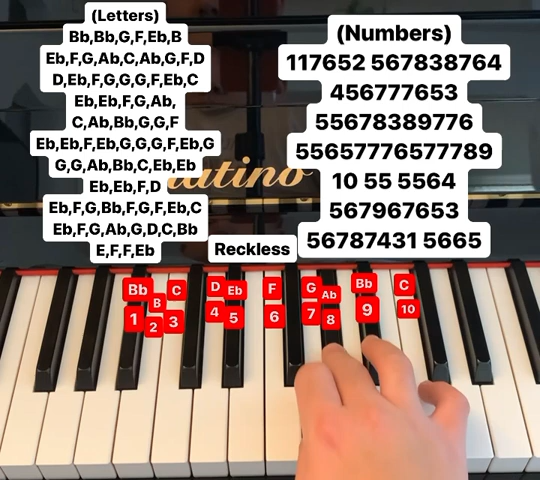 (Letters)
Bb,Bb,G,F,Eb,B
Eb,F,G,Ab,C,Ab,G,F,D
D,Eb,F,G,G,G,F,Eb,C
Eb,Eb,F,G,Ab,
C,Ab,Bb,G,G,F
Eb,Eb,F,Eb,G,G,G,F,Eb,G
G,G,Ab,Bb,C,Eb,Eb
Eb,Eb,F,D
Eb,F,G,Bb,F,G,F,Eb,C
Eb,F,G,Ab,G,D,C,Bb
E,F,F,Eb
(Numbers)
117652 567838764
456777653
55678389776
55657776577789
10 55 5564
567967653
56787431 5665
latino
Reckless
Bb B C D Eb F G Ab Bb C
1 2 3 4 5 6 7 8 9 10